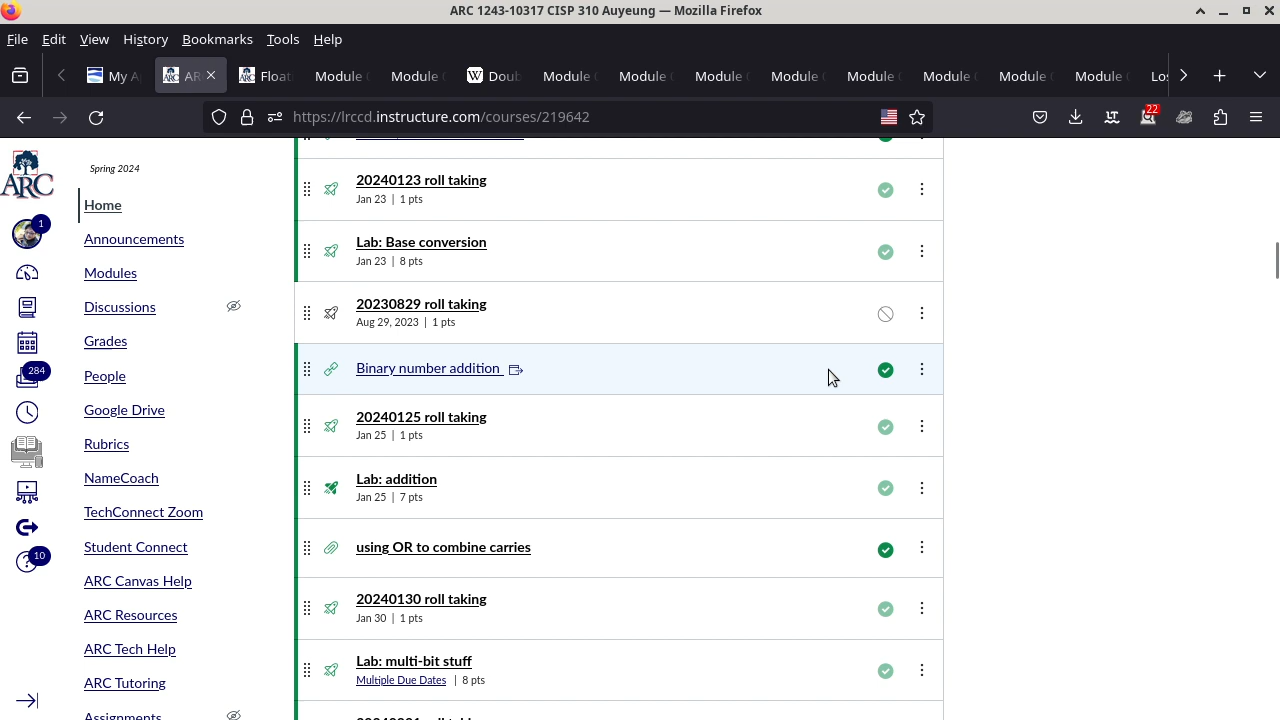 ARC 1243-10317 CISP 310 Auyeung — Mozilla Firefox
File Edit View History Bookmarks Tools Help
My A AR Float Module Module Doub Module Module Module Module Module Module Module Module Los
https://lrccd.instructure.com/courses/219642 22
ARC
Spring 2024
1
284
10
Home
Announcements
Modules
Discussions
Grades
People
Google Drive
Rubrics
NameCoach
TechConnect Zoom
Student Connect
ARC Canvas Help
ARC Resources
ARC Tech Help
ARC Tutoring
Assignments
20240123 roll taking
Jan 23 | 1 pts
Lab: Base conversion
Jan 23 | 8 pts
20230829 roll taking
Aug 29, 2023 | 1 pts
Binary number addition
20240125 roll taking
Jan 25 | 1 pts
Lab: addition
Jan 25 | 7 pts
using OR to combine carries
20240130 roll taking
Jan 30 | 1 pts
Lab: multi-bit stuff
Multiple Due Dates | 8 pts